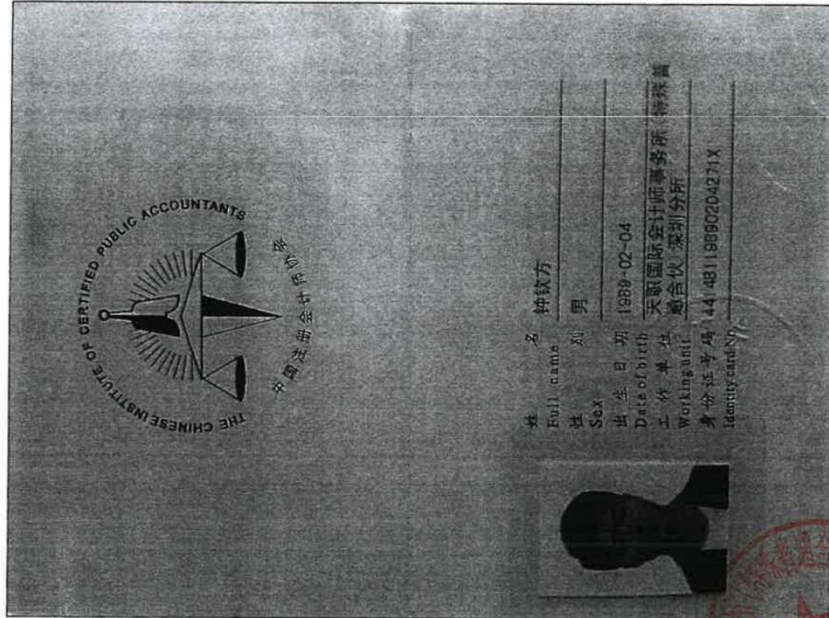 THE CHINESE INSTITUTE OF CERTIFIED PUBLIC ACCOUNTANTS
中国注册会计师协会
姓 名 钟钦方
Full name
性 别 男
Sex
出生日期 1989-02-04
Date of birth
工作单位 天职国际会计师事务所 特殊普
Working unit 通合伙 深圳分所
身份证号码 44148119890204271X
Identity card No.